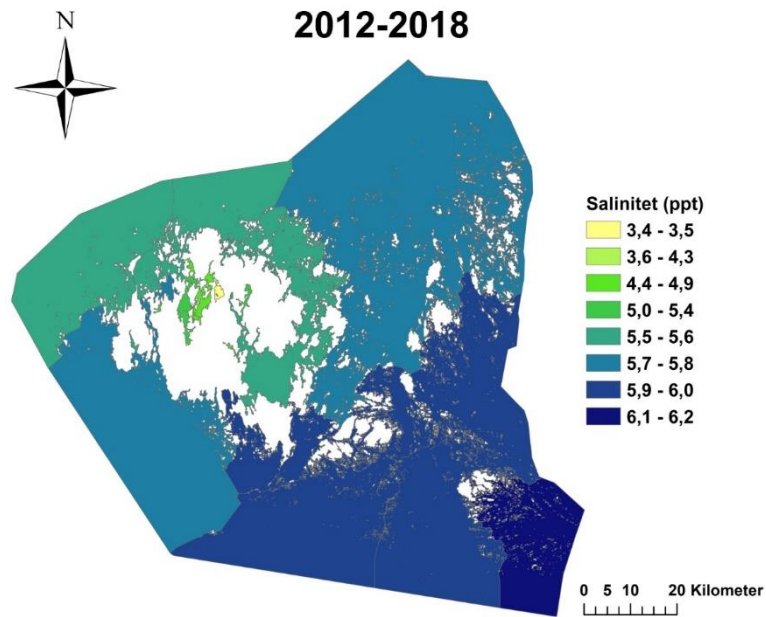 2012-2018
N
Salinitet (ppt)
3,4 - 3,5
3,6 - 4,3
4,4 - 4,9
5,0 - 5,4
5,5 - 5,6
5,7 - 5,8
5,9 - 6,0
6,1 - 6,2
0 5 10 20 Kilometer